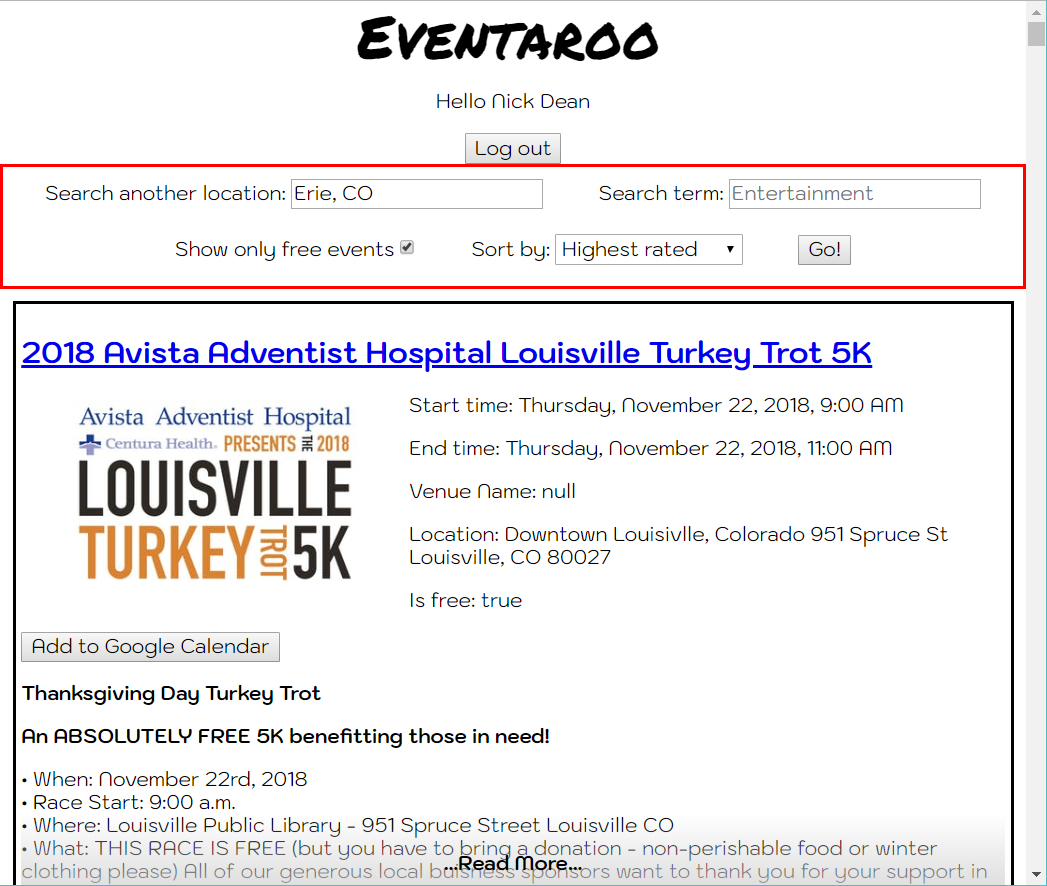 Eventaroo
Hello Nick Dean
Log out
Search another location: Erie, CO Search term: Entertainment
Show only free events Sort by: Highest rated Go!
2018 Avista Adventist Hospital Louisville Turkey Trot 5K
Avista Adventist Hospital
Centura Health. PRESENTS THE 2018
LOUISVILLE
TURKEY TROT 5K
Start time: Thursday, November 22, 2018, 9:00 AM
End time: Thursday, November 22, 2018, 11:00 AM
Venue Name: null
Location: Downtown Louisivlle, Colorado 951 Spruce St
Louisville, CO 80027
Is free: true
Add to Google Calendar
Thanksgiving Day Turkey Trot
An ABSOLUTELY FREE 5K benefitting those in need!
• When: November 22rd, 2018
• Race Start: 9:00 a.m.
• Where: Louisville Public Library - 951 Spruce Street Louisville CO
• What: THIS RACE IS FREE (but you have to bring a donation - non-perishable food or winter
...Read More...
clothing please) All of our generous local buisness sponsors want to thank you for your support in